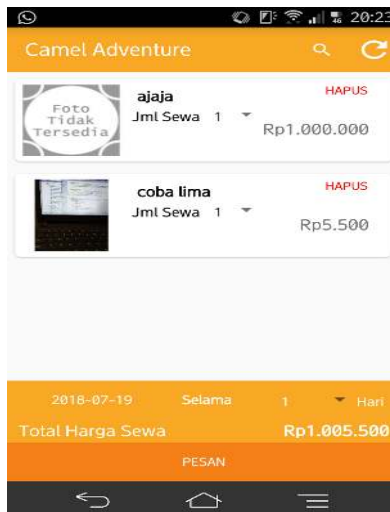 20:23
Camel Adventure
Foto
Tidak
Tersedia
ajaja
HAPUS
Jml Sewa 1
Rp1.000.000
coba lima
HAPUS
Jml Sewa 1
Rp5.500
2018-07-19 Selama 1 Hari
Total Harga Sewa Rp1.005.500
PESAN